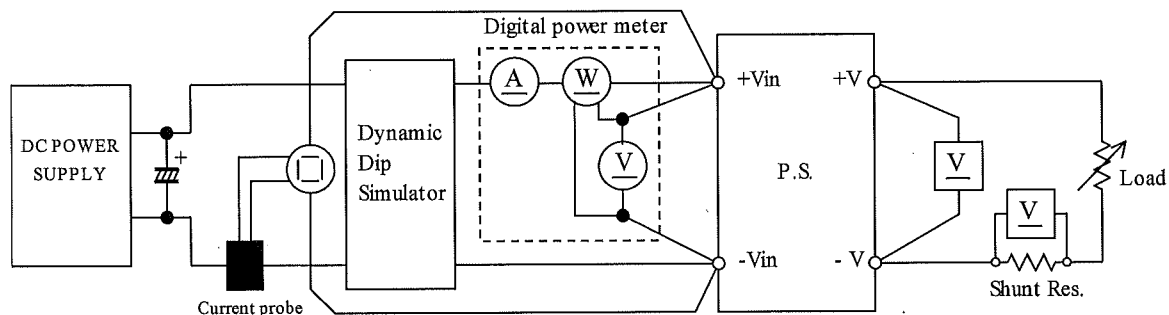 Digital power meter
DC POWER
SUPPLY
+
Dynamic
Dip
Simulator
A
W
V
+Vin
-Vin
P.S.
+V
- V
V
V
Load
Shunt Res.
Current probe